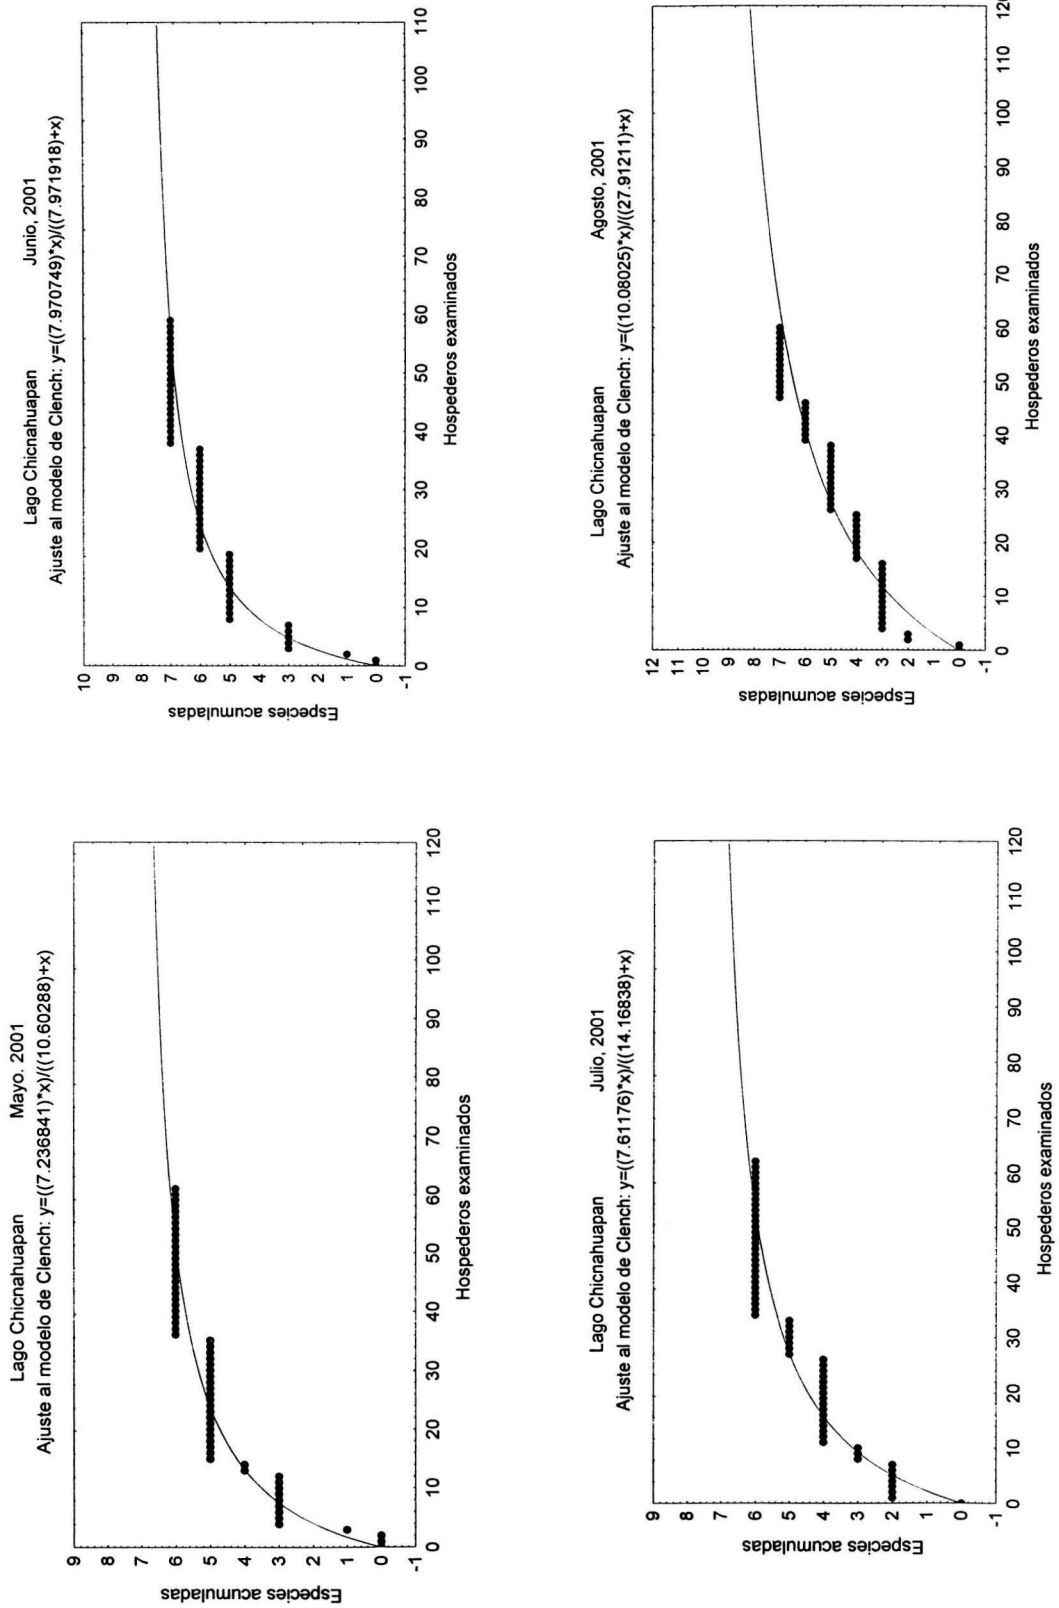 Lago Chicnahuapan Mayo. 2001
Ajuste al modelo de Clench: y=((7.236841)*x)/((10.60288)+x)
Especies acumuladas
9
8
7
6
5
4
3
2
1
0
-1
0 10 20 30 40 50 60 70 80 90 100 110 120
Hospederos examinados
Lago Chicnahuapan Junio, 2001
Ajuste al modelo de Clench: y=((7.970749)*x)/((7.971918)+x)
Especies acumuladas
10
9
8
7
6
5
4
3
2
1
0
-1
0 10 20 30 40 50 60 70 80 90 100 110
Hospederos examinados
Lago Chicnahuapan Julio, 2001
Ajuste al modelo de Clench: y=((7.61176)*x)/((14.16838)+x)
Especies acumuladas
9
8
7
6
5
4
3
2
1
0
-1
0 10 20 30 40 50 60 70 80 90 100 110 120
Hospederos examinados
Lago Chicnahuapan Agosto, 2001
Ajuste al modelo de Clench: y=((10.08025)*x)/((27.91211)+x)
Especies acumuladas
12
11
10
9
8
7
6
5
4
3
2
1
0
-1
0 10 20 30 40 50 60 70 80 90 100 110 120
Hospederos examinados